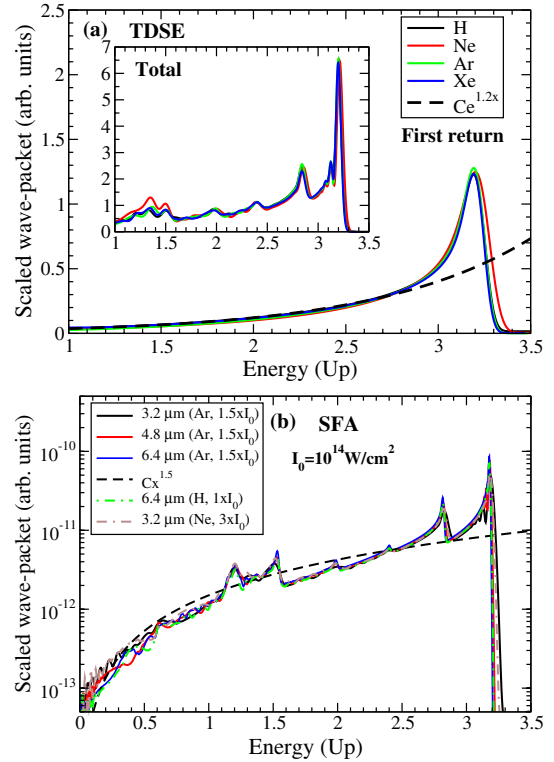 (a) TDSE
Total
7
6
5
4
3
2
1
0
1 1.5 2 2.5 3 3.5
H
Ne
Ar
Xe
Ce^1.2x
First return
Scaled wave-packet (arb. units)
2.5
2.0
1.5
1.0
0.5
0.0
1 1.5 2 2.5 3 3.5
Energy (Up)
(b) SFA
I₀=10¹⁴W/cm²
3.2 μm (Ar, 1.5xI₀)
4.8 μm (Ar, 1.5xI₀)
6.4 μm (Ar, 1.5xI₀)
Cx^1.5
6.4 μm (H, 1xI₀)
3.2 μm (Ne, 3xI₀)
Scaled wave-packet (arb. units)
10⁻¹⁰
10⁻¹¹
10⁻¹²
10⁻¹³
0 0.5 1 1.5 2 2.5 3 3.5
Energy (Up)